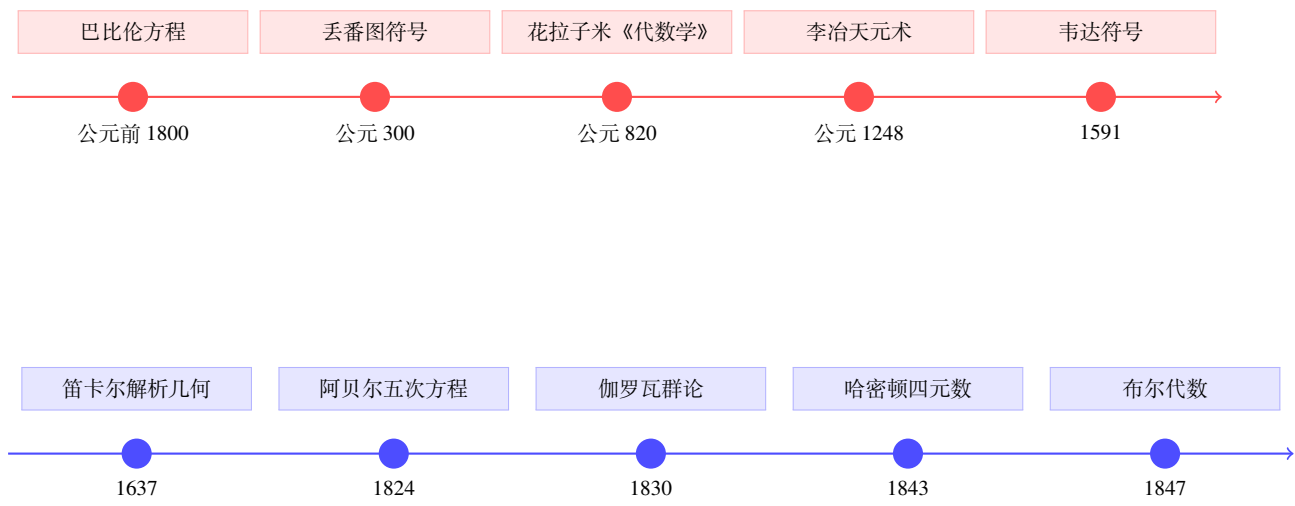 巴比伦方程 丢番图符号 花拉子米《代数学》 李冶天元术 韦达符号
公元前 1800 公元 300 公元 820 公元 1248 1591
笛卡尔解析几何 阿贝尔五次方程 伽罗瓦群论 哈密顿四元数 布尔代数
1637 1824 1830 1843 1847